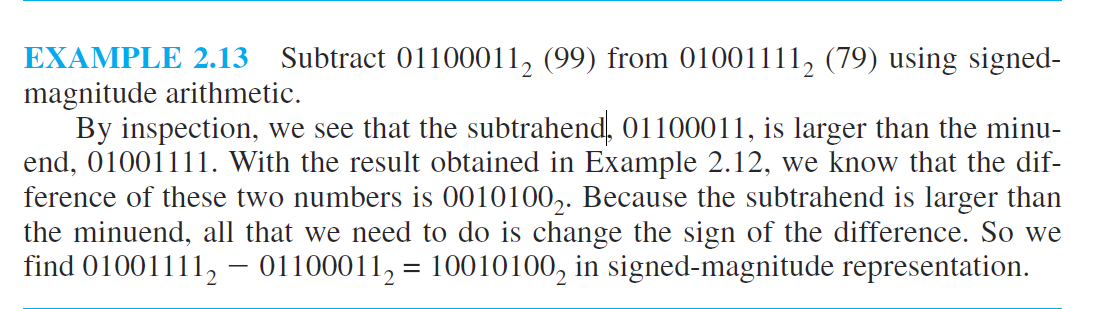 EXAMPLE 2.13 Subtract 01100011₂ (99) from 01001111₂ (79) using signed-
magnitude arithmetic.
By inspection, we see that the subtrahend, 01100011, is larger than the minu-
end, 01001111. With the result obtained in Example 2.12, we know that the dif-
ference of these two numbers is 0010100₂. Because the subtrahend is larger than
the minuend, all that we need to do is change the sign of the difference. So we
find 01001111₂ − 01100011₂ = 10010100₂ in signed-magnitude representation.